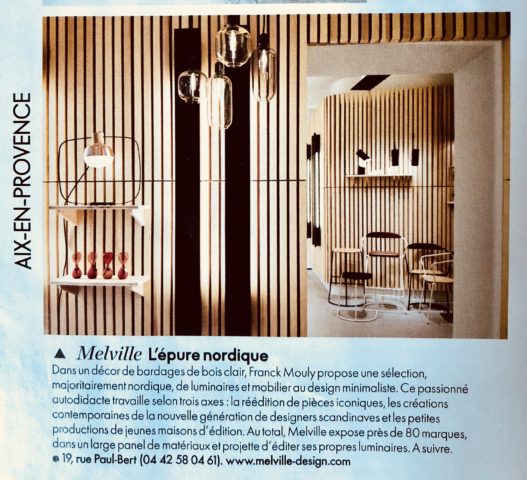 AIX-EN-PROVENCE
▲ Melville L'épure nordique
Dans un décor de bardages de bois clair, Franck Mouly propose une sélection,
majoritairement nordique, de luminaires et mobilier au design minimaliste. Ce passionné
autodidacte travaille selon trois axes : la réédition de pièces iconiques, les créations
contemporaines de la nouvelle génération de designers scandinaves et les petites
productions de jeunes maisons d'édition. Au total, Melville expose près de 80 marques,
dans un large panel de matériaux et projette d'éditer ses propres luminaires. A suivre.
● 19, rue Paul-Bert (04 42 58 04 61). www.melville-design.com